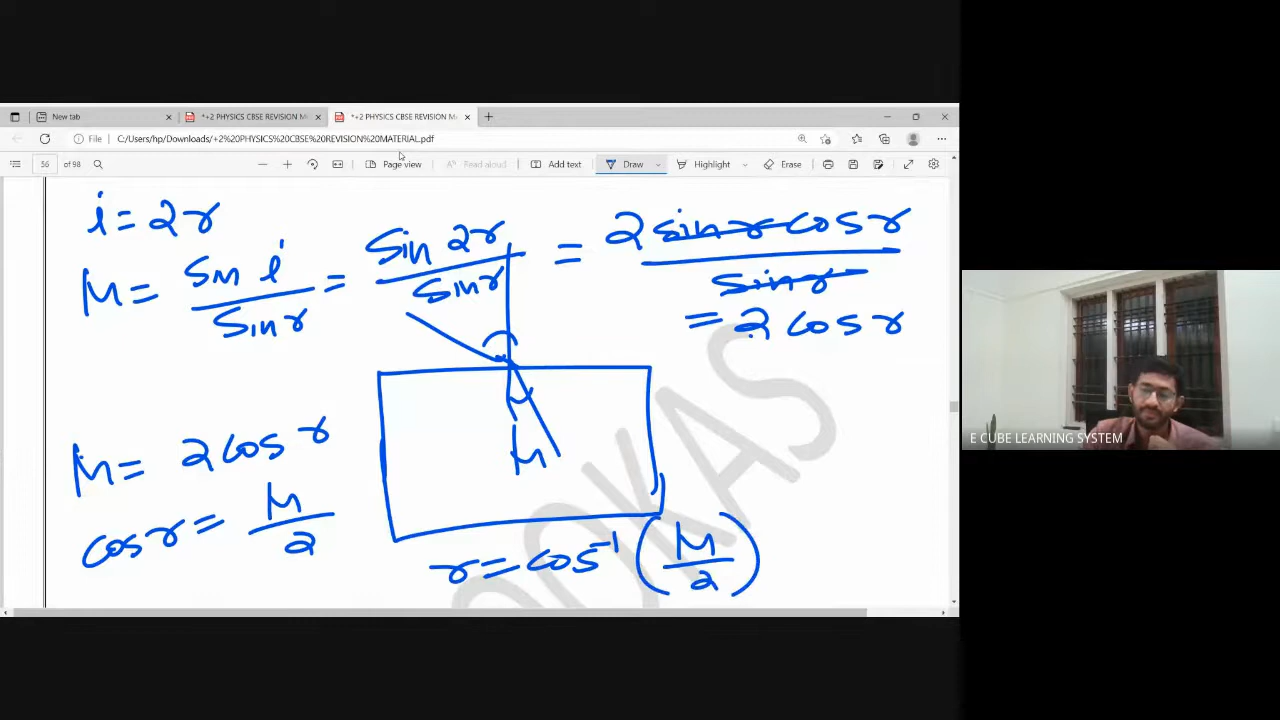 New tab
*+2 PHYSICS CBSE REVISION M
*+2 PHYSICS CBSE REVISION M
File
C:/Users/hp/Downloads/+2%20PHYSICS%20CBSE%20REVISION%20MATERIAL.pdf
56 of 98
Page view
Read aloud
Add text
Draw
Highlight
Erase
i = 2r
μ = sin i / sin r = sin 2r / sin r = 2 sin r cos r / sin r
= 2 cos r
μ
μ = 2 cos r
cos r = μ / 2
r = cos⁻¹ (μ / 2)
OOKAS
E CUBE LEARNING SYSTEM